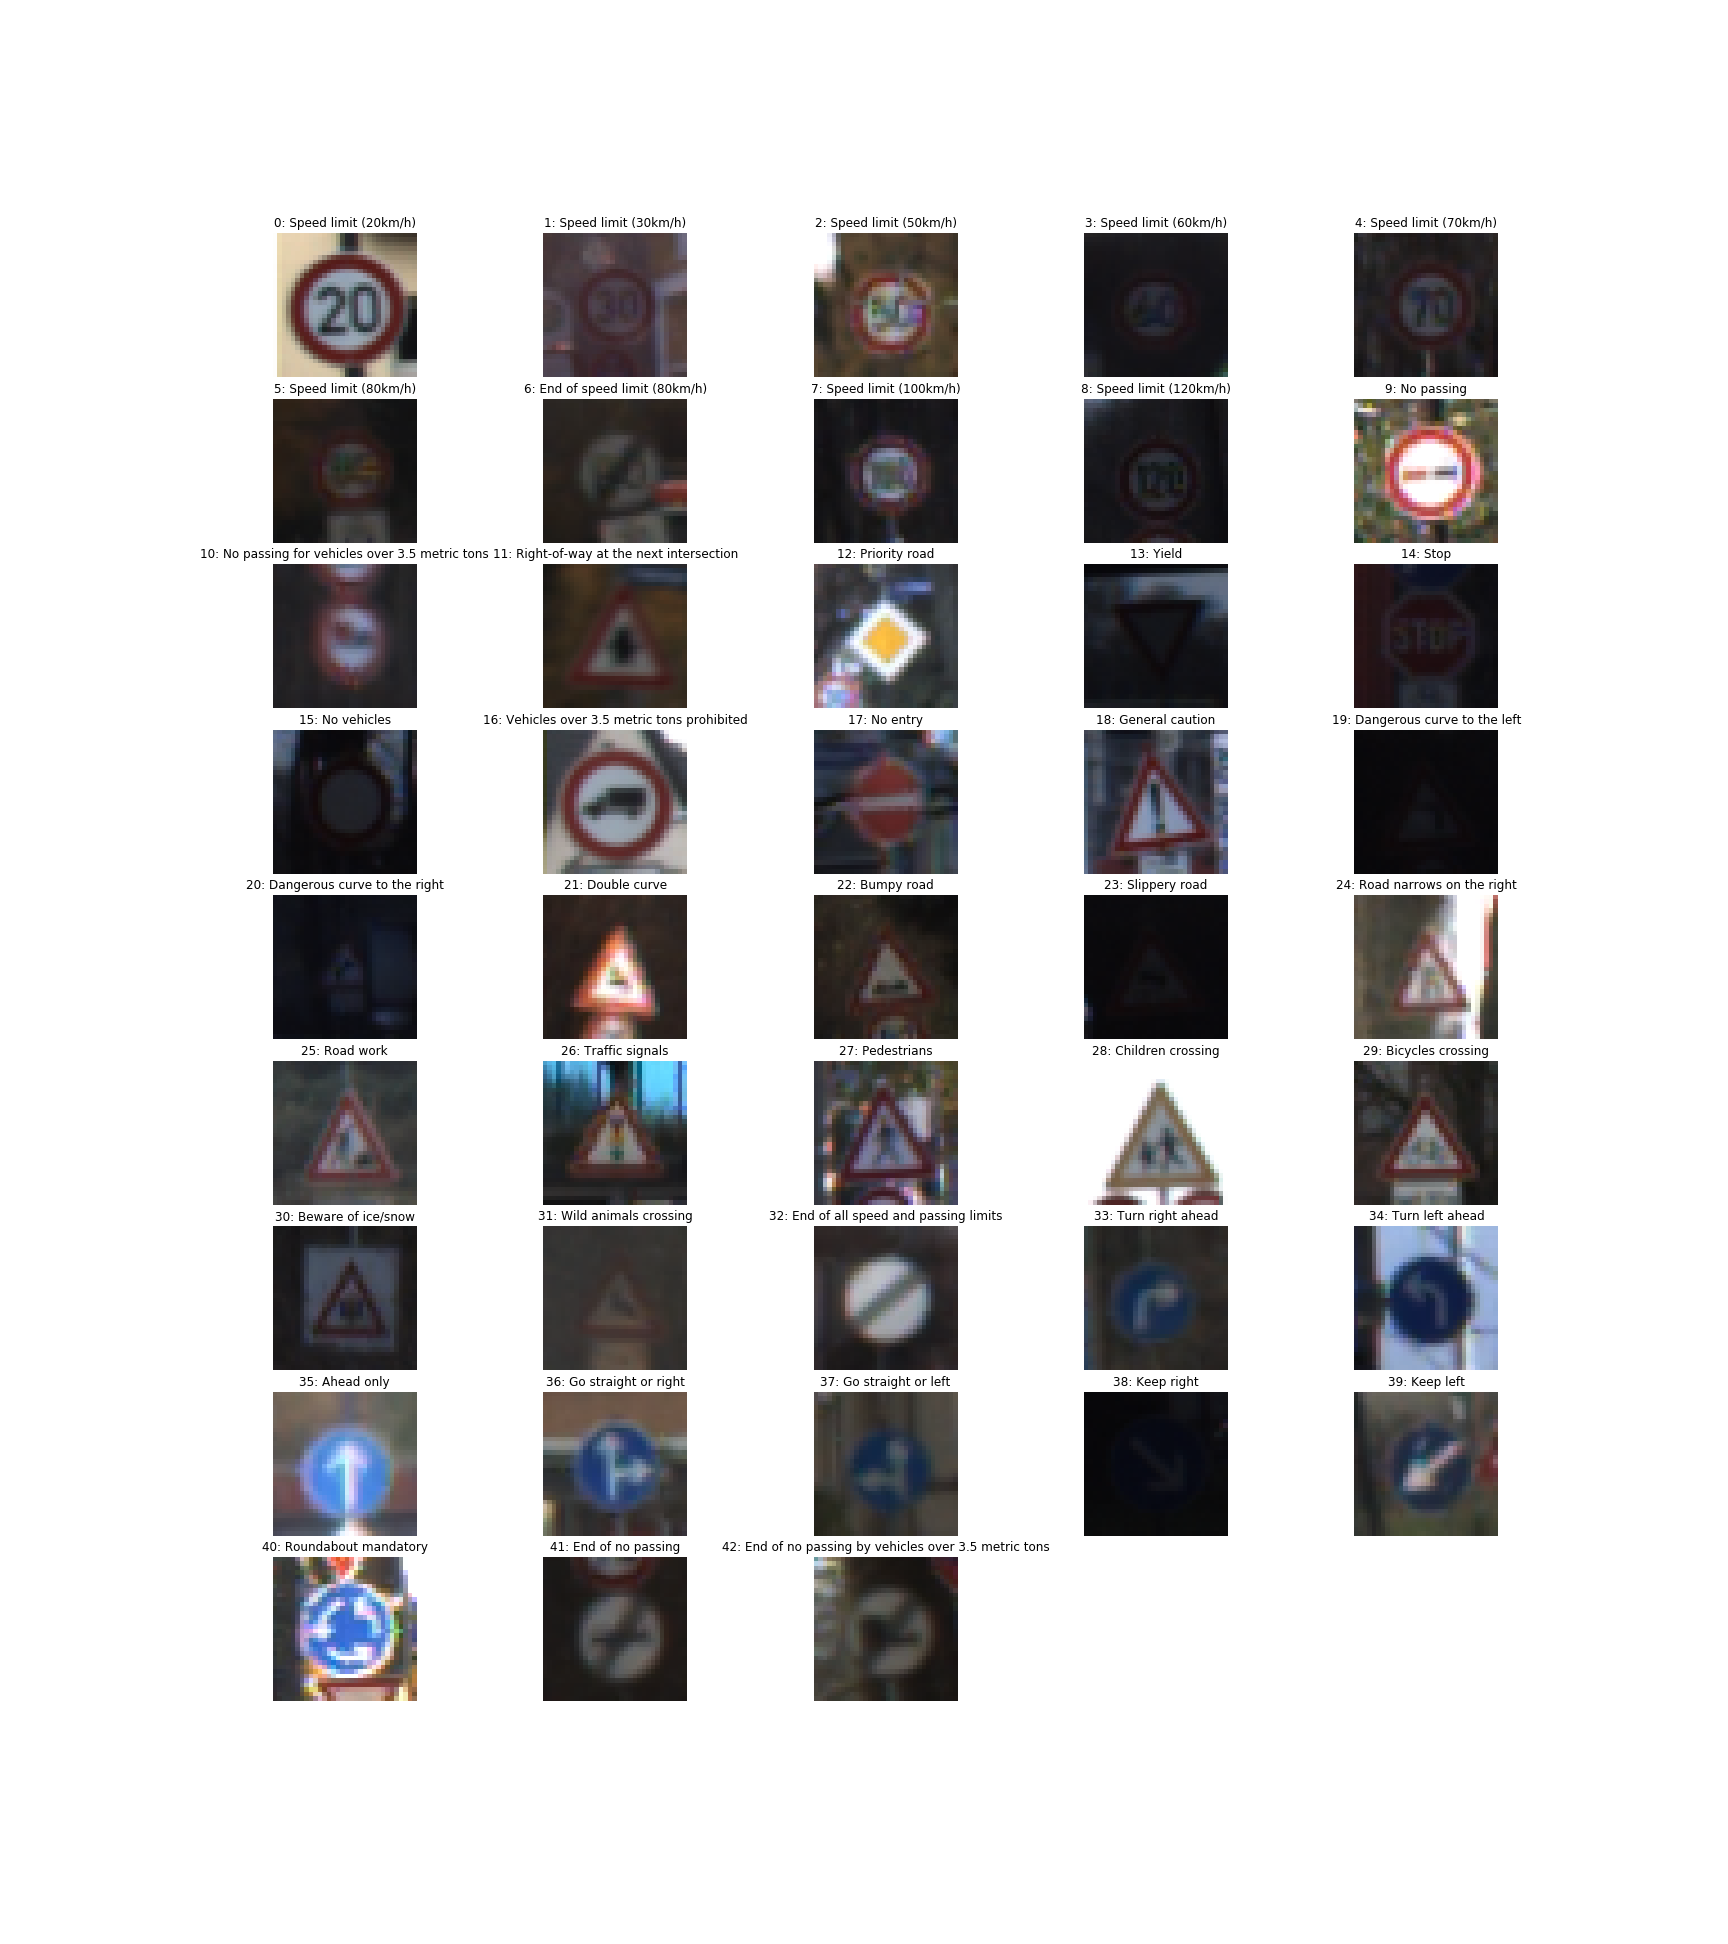 0: Speed limit (20km/h)
1: Speed limit (30km/h)
2: Speed limit (50km/h)
3: Speed limit (60km/h)
4: Speed limit (70km/h)
20
30
70
5: Speed limit (80km/h)
6: End of speed limit (80km/h)
7: Speed limit (100km/h)
8: Speed limit (120km/h)
9: No passing
120
10: No passing for vehicles over 3.5 metric tons
11: Right-of-way at the next intersection
12: Priority road
13: Yield
14: Stop
STOP
15: No vehicles
16: Vehicles over 3.5 metric tons prohibited
17: No entry
18: General caution
19: Dangerous curve to the left
20: Dangerous curve to the right
21: Double curve
22: Bumpy road
23: Slippery road
24: Road narrows on the right
25: Road work
26: Traffic signals
27: Pedestrians
28: Children crossing
29: Bicycles crossing
30: Beware of ice/snow
31: Wild animals crossing
32: End of all speed and passing limits
33: Turn right ahead
34: Turn left ahead
35: Ahead only
36: Go straight or right
37: Go straight or left
38: Keep right
39: Keep left
40: Roundabout mandatory
41: End of no passing
42: End of no passing by vehicles over 3.5 metric tons